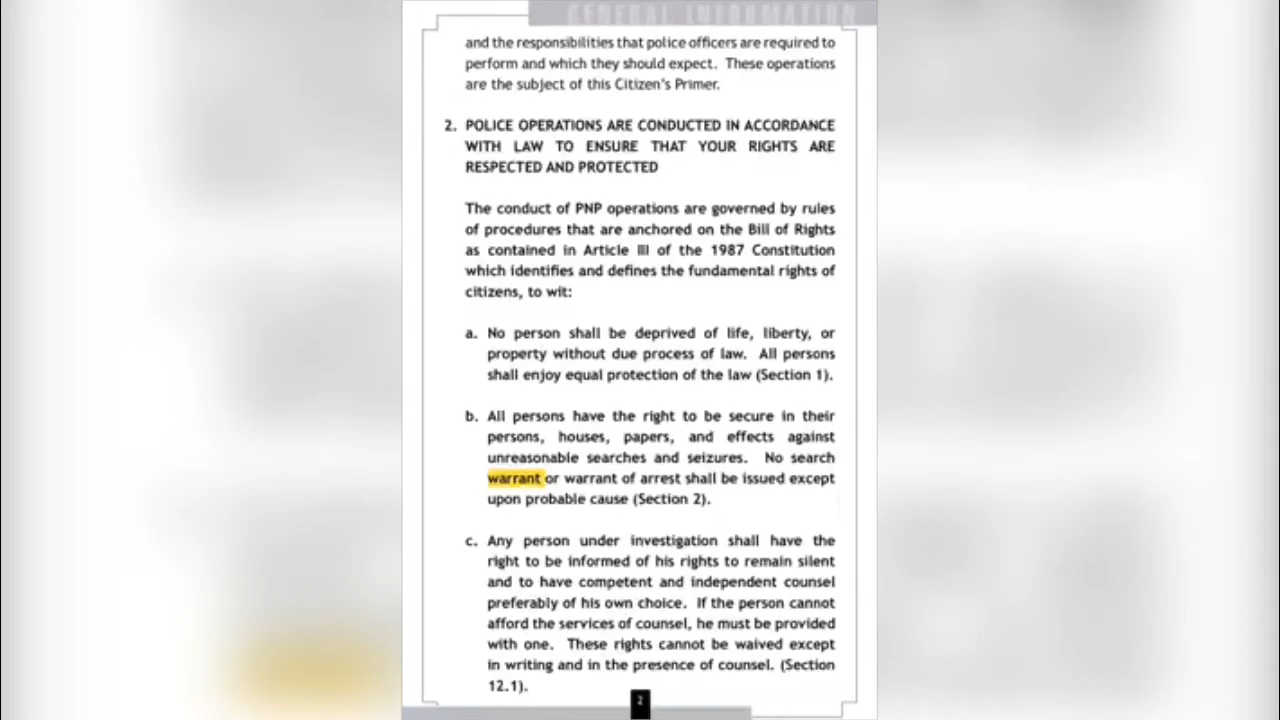 GENERAL INFORMATION
and the responsibilities that police officers are required to
perform and which they should expect. These operations
are the subject of this Citizen's Primer.
2. POLICE OPERATIONS ARE CONDUCTED IN ACCORDANCE
WITH LAW TO ENSURE THAT YOUR RIGHTS ARE
RESPECTED AND PROTECTED
The conduct of PNP operations are governed by rules
of procedures that are anchored on the Bill of Rights
as contained in Article III of the 1987 Constitution
which identifies and defines the fundamental rights of
citizens, to wit:
a. No person shall be deprived of life, liberty, or
property without due process of law. All persons
shall enjoy equal protection of the law (Section 1).
b. All persons have the right to be secure in their
persons, houses, papers, and effects against
unreasonable searches and seizures. No search
warrant or warrant of arrest shall be issued except
upon probable cause (Section 2).
c. Any person under investigation shall have the
right to be informed of his rights to remain silent
and to have competent and independent counsel
preferably of his own choice. If the person cannot
afford the services of counsel, he must be provided
with one. These rights cannot be waived except
in writing and in the presence of counsel. (Section
12.1).
2